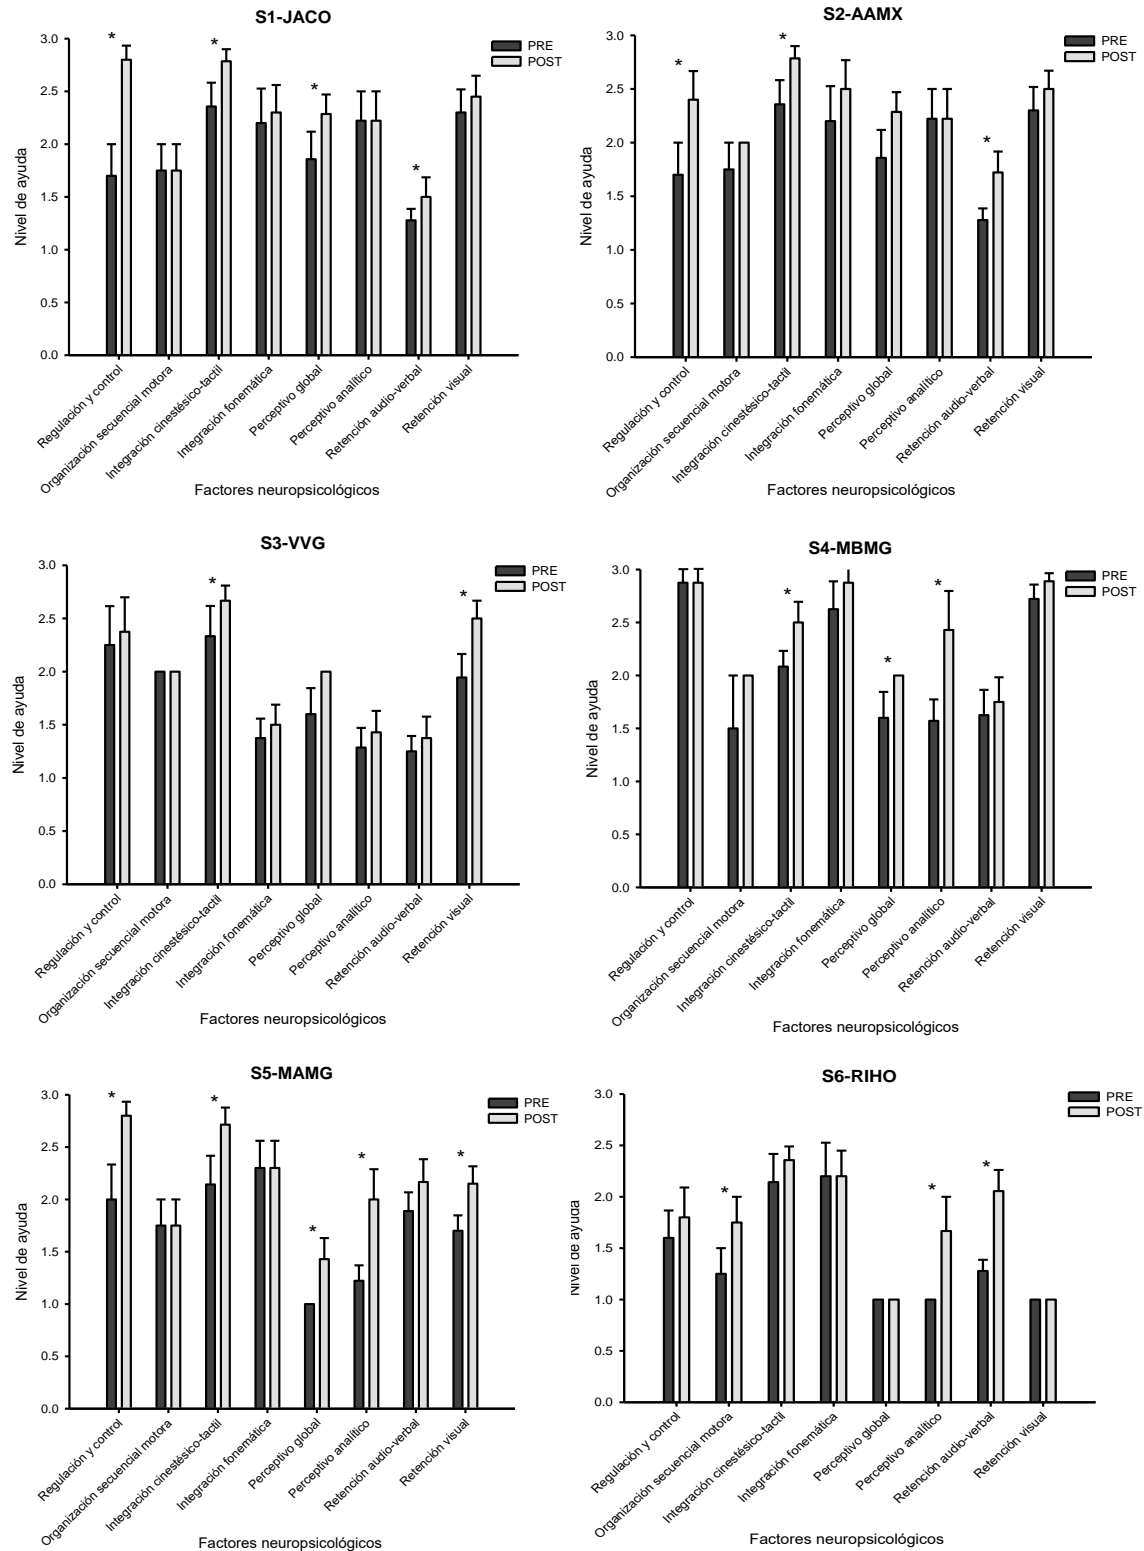 S1-JACO
PRE
POST
Nivel de ayuda
3.0
2.5
2.0
1.5
1.0
0.5
0.0
*
*
*
*
Regulación y control
Organización secuencial motora
Integración cinestésico-tactil
Integración fonemática
Perceptivo global
Perceptivo analítico
Retención audio-verbal
Retención visual
Factores neuropsicológicos
S2-AAMX
PRE
POST
Nivel de ayuda
3.0
2.5
2.0
1.5
1.0
0.5
0.0
*
*
*
Regulación y control
Organización secuencial motora
Integración cinestésico-tactil
Integración fonemática
Perceptivo global
Perceptivo analítico
Retención audio-verbal
Retención visual
Factores neuropsicológicos
S3-VVG
PRE
POST
Nivel de ayuda
3.0
2.5
2.0
1.5
1.0
0.5
0.0
*
*
Regulación y control
Organización secuencial motora
Integración cinestésico-tactil
Integración fonemática
Perceptivo global
Perceptivo analítico
Retención audio-verbal
Retención visual
Factores neuropsicológicos
S4-MBMG
PRE
POST
Nivel de ayuda
3.0
2.5
2.0
1.5
1.0
0.5
0.0
*
*
*
Regulación y control
Organización secuencial motora
Integración cinestésico-tactil
Integración fonemática
Perceptivo global
Perceptivo analítico
Retención audio-verbal
Retención visual
Factores neuropsicológicos
S5-MAMG
PRE
POST
Nivel de ayuda
3.0
2.5
2.0
1.5
1.0
0.5
0.0
*
*
*
*
*
Regulación y control
Organización secuencial motora
Integración cinestésico-tactil
Integración fonemática
Perceptivo global
Perceptivo analítico
Retención audio-verbal
Retención visual
Factores neuropsicológicos
S6-RIHO
PRE
POST
Nivel de ayuda
3.0
2.5
2.0
1.5
1.0
0.5
0.0
*
*
*
Regulación y control
Organización secuencial motora
Integración cinestésico-tactil
Integración fonemática
Perceptivo global
Perceptivo analítico
Retención audio-verbal
Retención visual
Factores neuropsicológicos